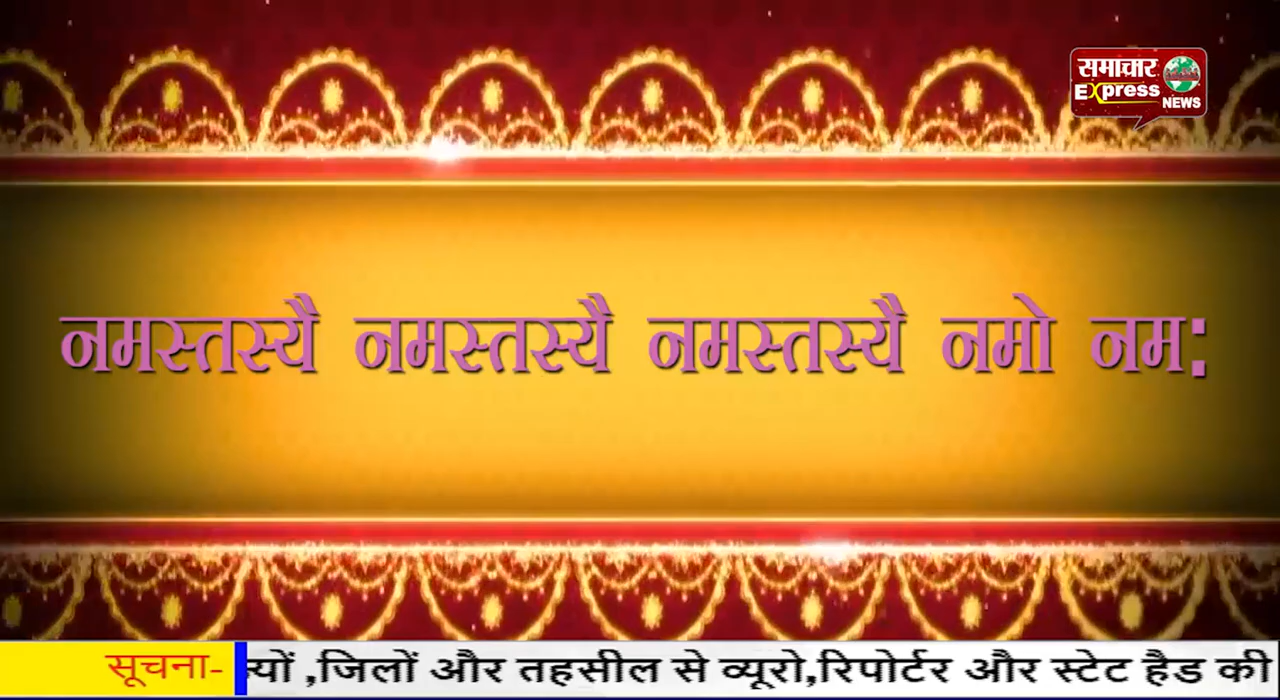 समाचार
Express
NEWS
नमस्तस्यै नमस्तस्यै नमस्तस्यै नमो नम:
सूचना- ,जिलों और तहसील से व्यूरो,रिपोर्टर और स्टेट हैड की